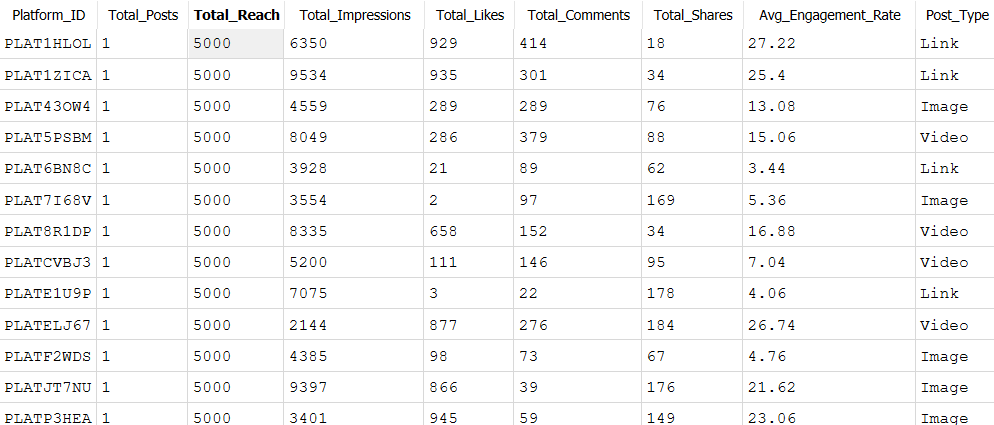 Platform_ID Total_Posts Total_Reach Total_Impressions Total_Likes Total_Comments Total_Shares Avg_Engagement_Rate Post_Type
PLAT1HLOL 1 5000 6350 929 414 18 27.22 Link
PLAT1ZICA 1 5000 9534 935 301 34 25.4 Link
PLAT43OW4 1 5000 4559 289 289 76 13.08 Image
PLAT5PSBM 1 5000 8049 286 379 88 15.06 Video
PLAT6BN8C 1 5000 3928 21 89 62 3.44 Link
PLAT7I68V 1 5000 3554 2 97 169 5.36 Image
PLAT8R1DP 1 5000 8335 658 152 34 16.88 Video
PLATCVBJ3 1 5000 5200 111 146 95 7.04 Video
PLATE1U9P 1 5000 7075 3 22 178 4.06 Link
PLATELJ67 1 5000 2144 877 276 184 26.74 Video
PLATF2WDS 1 5000 4385 98 73 67 4.76 Image
PLATJT7NU 1 5000 9397 866 39 176 21.62 Image
PLATP3HEA 1 5000 3401 945 59 149 23.06 Image